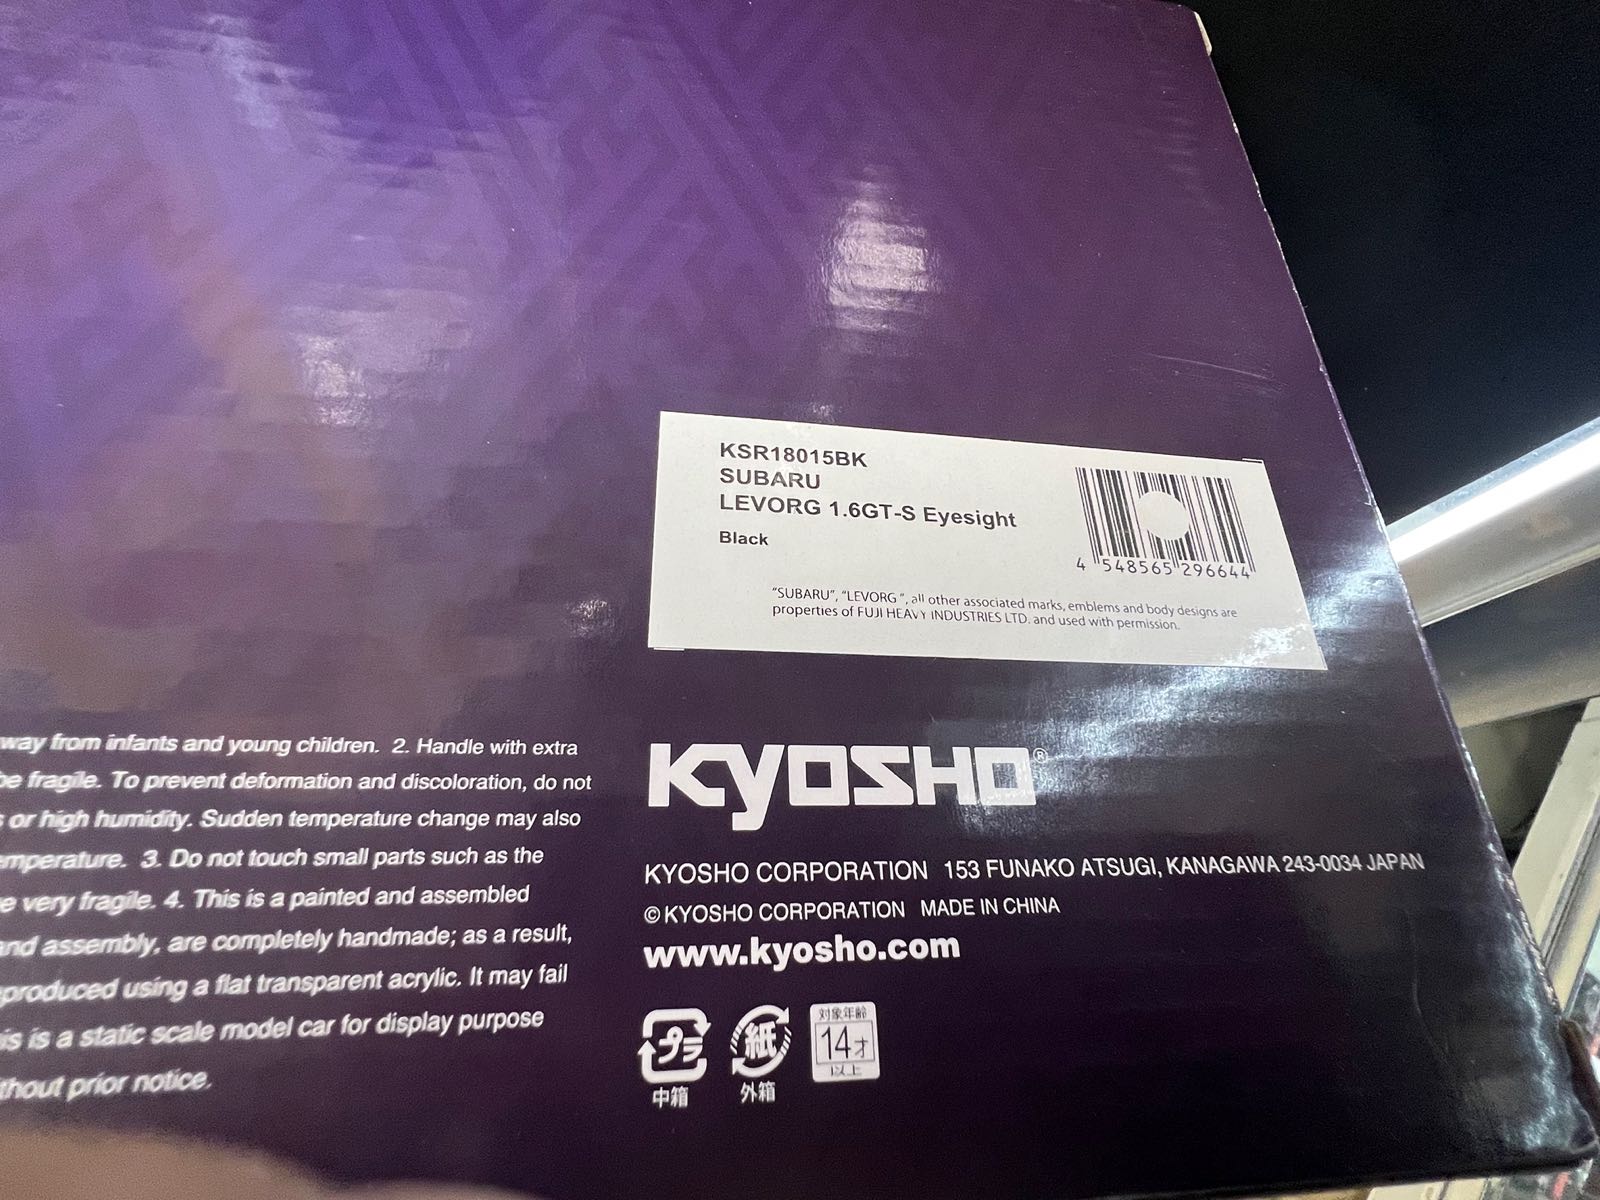 KSR18015BK
SUBARU
LEVORG 1.6GT-S Eyesight
Black
4 548565 296644
"SUBARU", "LEVORG ", all other associated marks, emblems and body designs are
properties of FUJI HEAVY INDUSTRIES LTD. and used with permission.
way from infants and young children. 2. Handle with extra
be fragile. To prevent deformation and discoloration, do not
or high humidity. Sudden temperature change may also
emperature. 3. Do not touch small parts such as the
e very fragile. 4. This is a painted and assembled
and assembly, are completely handmade; as a result,
produced using a flat transparent acrylic. It may fail
is is a static scale model car for display purpose
thout prior notice.
KYOSHO®
KYOSHO CORPORATION 153 FUNAKO ATSUGI, KANAGAWA 243-0034 JAPAN
© KYOSHO CORPORATION MADE IN CHINA
www.kyosho.com
プラ
中箱
紙
外箱
対象年齢
14才
以上